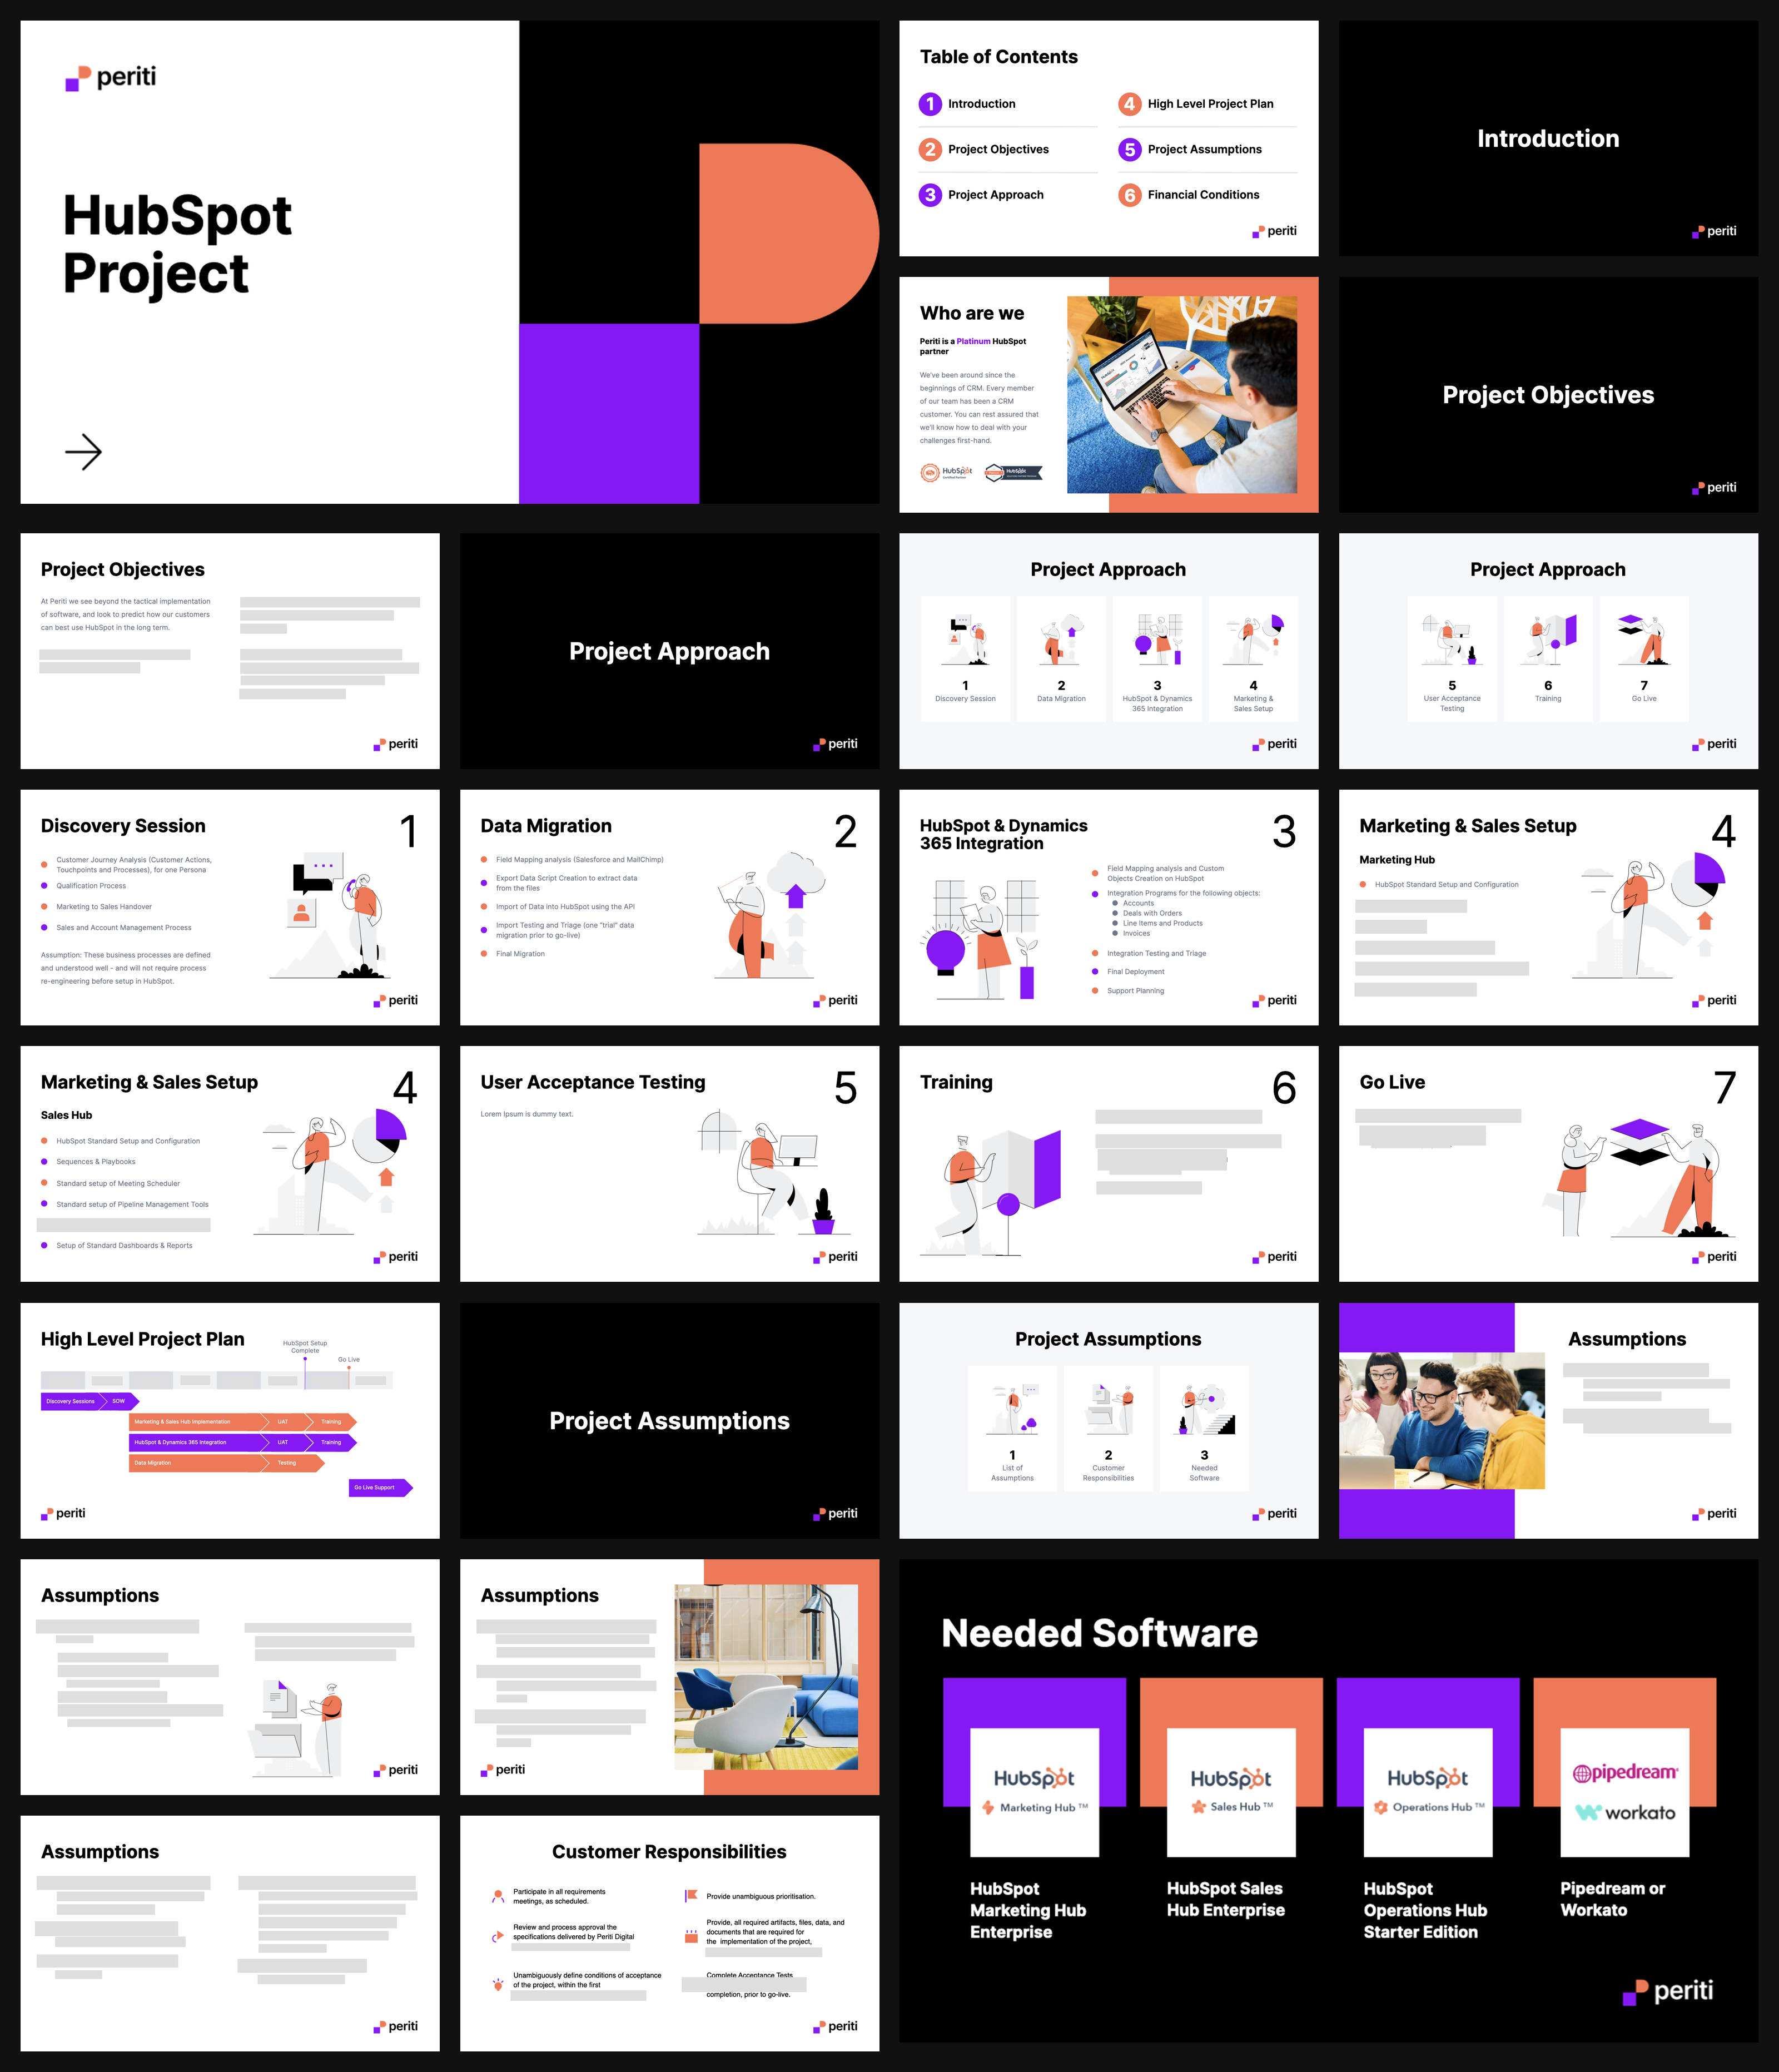 periti
HubSpot
Project
Table of Contents
1 Introduction
2 Project Objectives
3 Project Approach
4 High Level Project Plan
5 Project Assumptions
6 Financial Conditions
periti
Introduction
periti
Who are we
Periti is a Platinum HubSpot
partner
We've been around since the
beginnings of CRM. Every member
of our team has been a CRM
customer. You can rest assured that
we'll know how to deal with your
challenges first-hand.
HubSpot
HubSpot
Project Objectives
periti
Project Objectives
At Periti we see beyond the tactical implementation
of software, and look to predict how our customers
can best use HubSpot in the long term.
periti
Project Approach
periti
Project Approach
1
Discovery Session
2
Data Migration
3
HubSpot & Dynamics
365 Integration
4
Marketing &
Sales Setup
periti
Project Approach
5
User Acceptance
Testing
6
Training
7
Go Live
periti
Discovery Session
1
Customer Journey Analysis (Customer Actions,
Touchpoints and Processes), for one Persona
Qualification Process
Marketing to Sales Handover
Sales and Account Management Process
Assumption: These business processes are defined
and understood well - and will not require process
re-engineering before setup in HubSpot.
periti
Data Migration
2
Field Mapping analysis (Salesforce and MailChimp)
Export Data Script Creation to extract data
from the files
Import of Data into HubSpot using the API
Import Testing and Triage (one "trial" data
migration prior to go-live)
Final Migration
periti
HubSpot & Dynamics
365 Integration
3
Field Mapping analysis and Custom
Objects Creation on HubSpot
Integration Programs for the following objects:
Accounts
Deals with Orders
Line Items and Products
Invoices
Integration Testing and Triage
Final Deployment
Support Planning
periti
Marketing & Sales Setup
4
Marketing Hub
HubSpot Standard Setup and Configuration
periti
Marketing & Sales Setup
4
Sales Hub
HubSpot Standard Setup and Configuration
Sequences & Playbooks
Standard setup of Meeting Scheduler
Standard setup of Pipeline Management Tools
Setup of Standard Dashboards & Reports
periti
User Acceptance Testing
5
Lorem Ipsum is dummy text.
periti
Training
6
periti
Go Live
7
periti
High Level Project Plan
HubSpot Setup
Complete
Go Live
Discovery Sessions
SOW
Marketing & Sales Hub Implementation
UAT
Training
HubSpot & Dynamics 365 Integration
UAT
Training
Data Migration
Testing
Go Live Support
periti
Project Assumptions
periti
Project Assumptions
1
List of
Assumptions
2
Customer
Responsibilities
3
Needed
Software
periti
Assumptions
periti
Assumptions
periti
Assumptions
periti
Needed Software
HubSpot
Marketing Hub ™
HubSpot
Sales Hub ™
HubSpot
Operations Hub ™
pipedream®
workato
HubSpot
Marketing Hub
Enterprise
HubSpot Sales
Hub Enterprise
HubSpot
Operations Hub
Starter Edition
Pipedream or
Workato
periti
Assumptions
periti
Customer Responsibilities
Participate in all requirements
meetings, as scheduled.
Review and process approval the
specifications delivered by Periti Digital
Unambiguously define conditions of acceptance
of the project, within the first
Provide unambiguous prioritisation.
Provide, all required artifacts, files, data, and
documents that are required for
the implementation of the project,
Complete Acceptance Tests
completion, prior to go-live.
periti